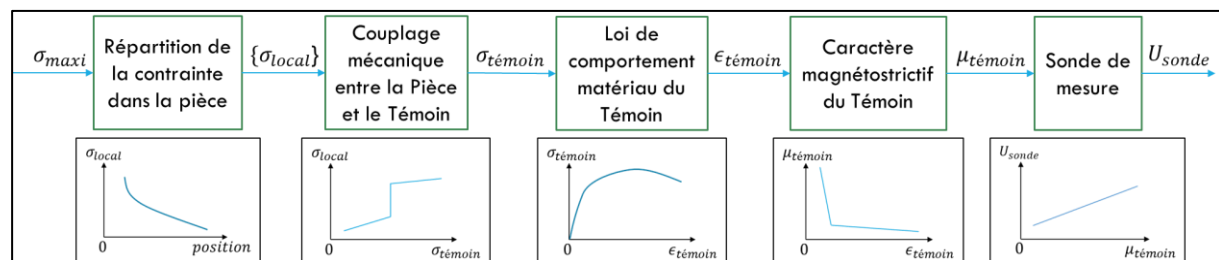 σ_maxi
Répartition de
la contrainte
dans la pièce
{σ_local}
Couplage
mécanique
entre la Pièce
et le Témoin
σ_témoin
Loi de
comportement
matériau du
Témoin
ϵ_témoin
Caractère
magnétostrictif
du Témoin
μ_témoin
Sonde de
mesure
U_sonde
σ_local
0
position
σ_local
0
σ_témoin
σ_témoin
0
ϵ_témoin
μ_témoin
0
ϵ_témoin
U_sonde
0
μ_témoin